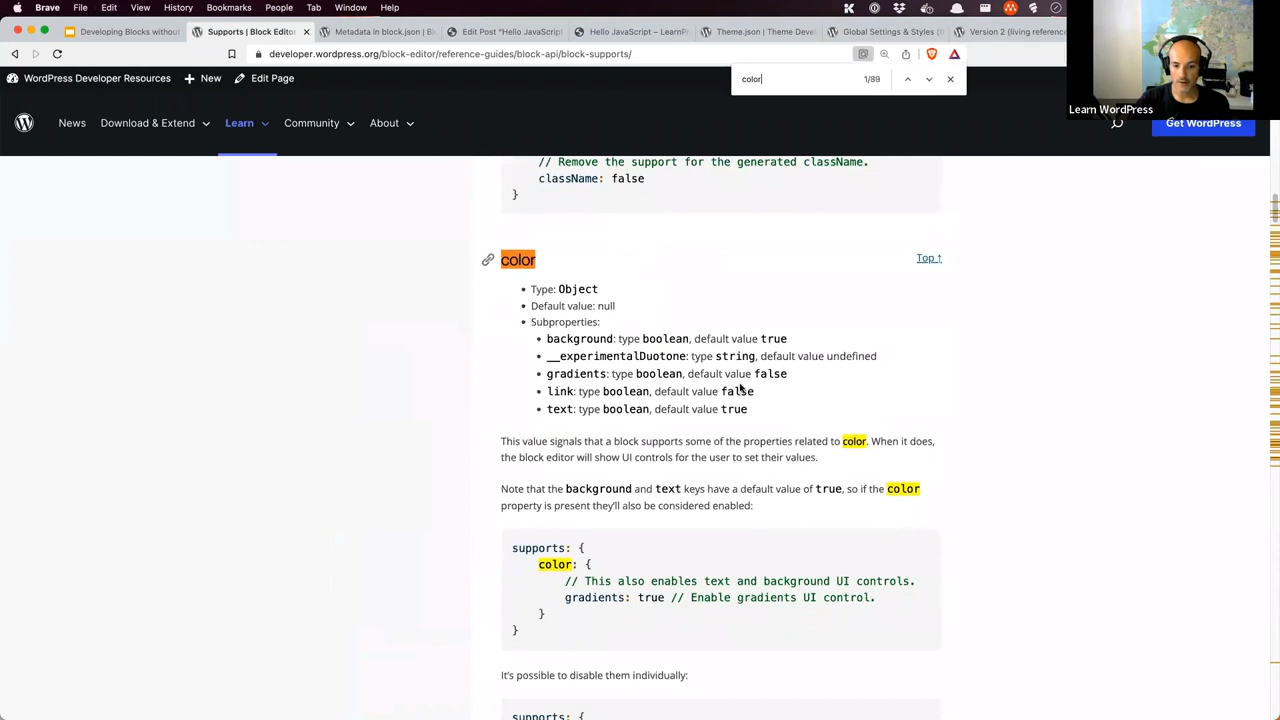 Brave File Edit View History Bookmarks People Tab Window Help
Developing Blocks without
Supports | Block Editor
Metadata in block.json | Bl
Edit Post "Hello JavaScript
Hello JavaScript – LearnPr
Theme.json | Theme Devel
Global Settings & Styles (t
Version 2 (living reference
developer.wordpress.org/block-editor/reference-guides/block-api/block-supports/
color 1/89
WordPress Developer Resources New Edit Page
Learn WordPress
News Download & Extend Learn Community About Get WordPress
// Remove the support for the generated className.
className: false
}
color Top ↑
• Type: Object
• Default value: null
• Subproperties:
• background: type boolean, default value true
• __experimentalDuotone: type string, default value undefined
• gradients: type boolean, default value false
• link: type boolean, default value false
• text: type boolean, default value true
This value signals that a block supports some of the properties related to color. When it does,
the block editor will show UI controls for the user to set their values.
Note that the background and text keys have a default value of true, so if the color
property is present they'll also be considered enabled:
supports: {
color: {
// This also enables text and background UI controls.
gradients: true // Enable gradients UI control.
}
}
It's possible to disable them individually:
supports: {